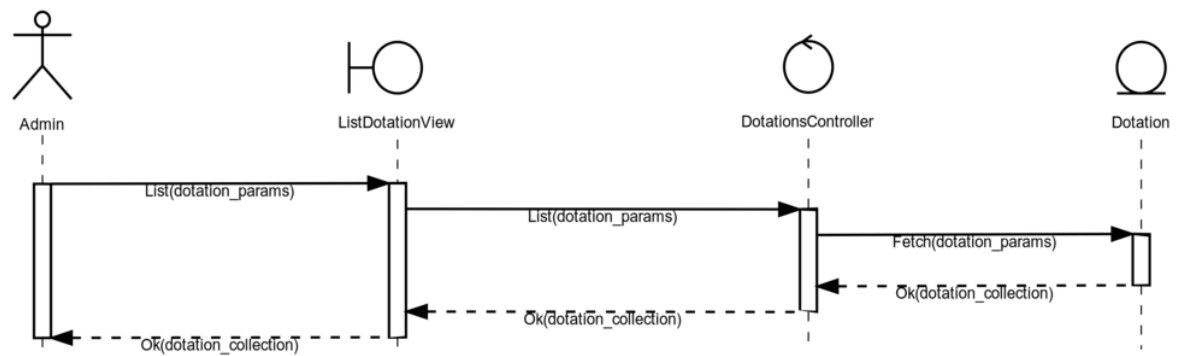 Admin
ListDotationView
DotationsController
Dotation
List(dotation_params)
List(dotation_params)
Fetch(dotation_params)
Ok(dotation_collection)
Ok(dotation_collection)
Ok(dotation_collection)